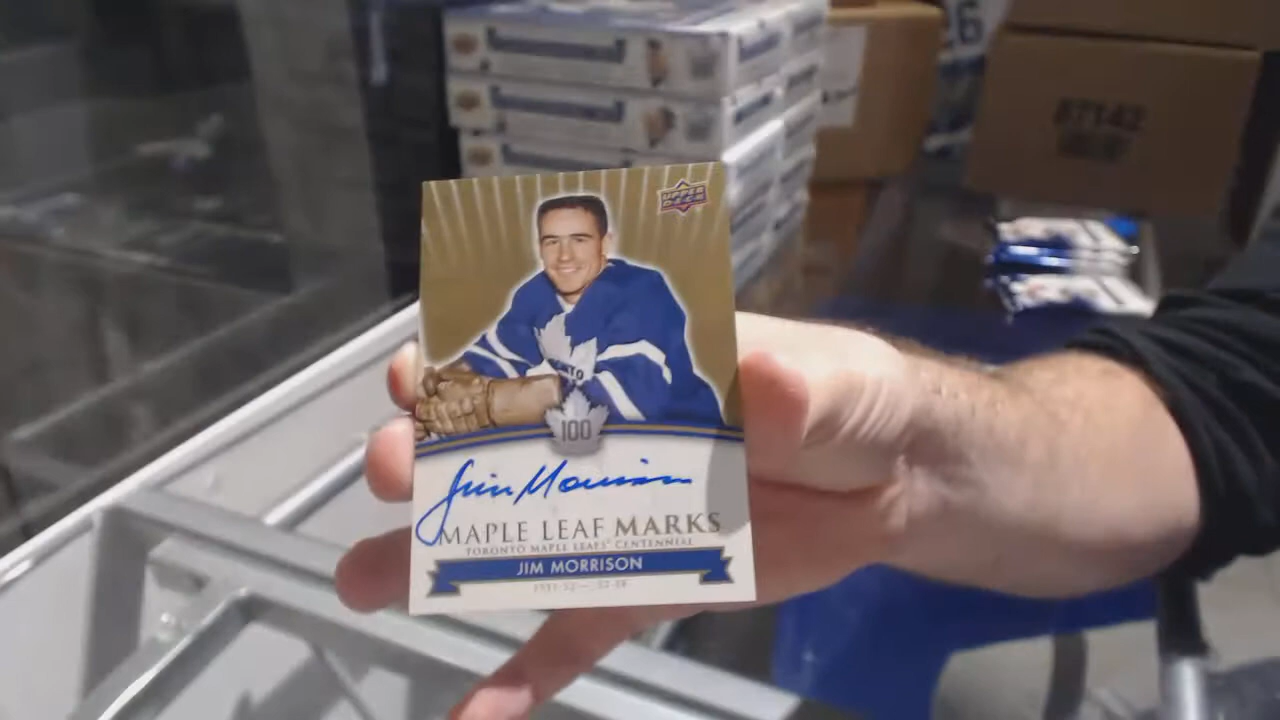 UPPER DECK
100
Jim Morrison
MAPLE LEAF MARKS
TORONTO MAPLE LEAFS' CENTENNIAL
JIM MORRISON